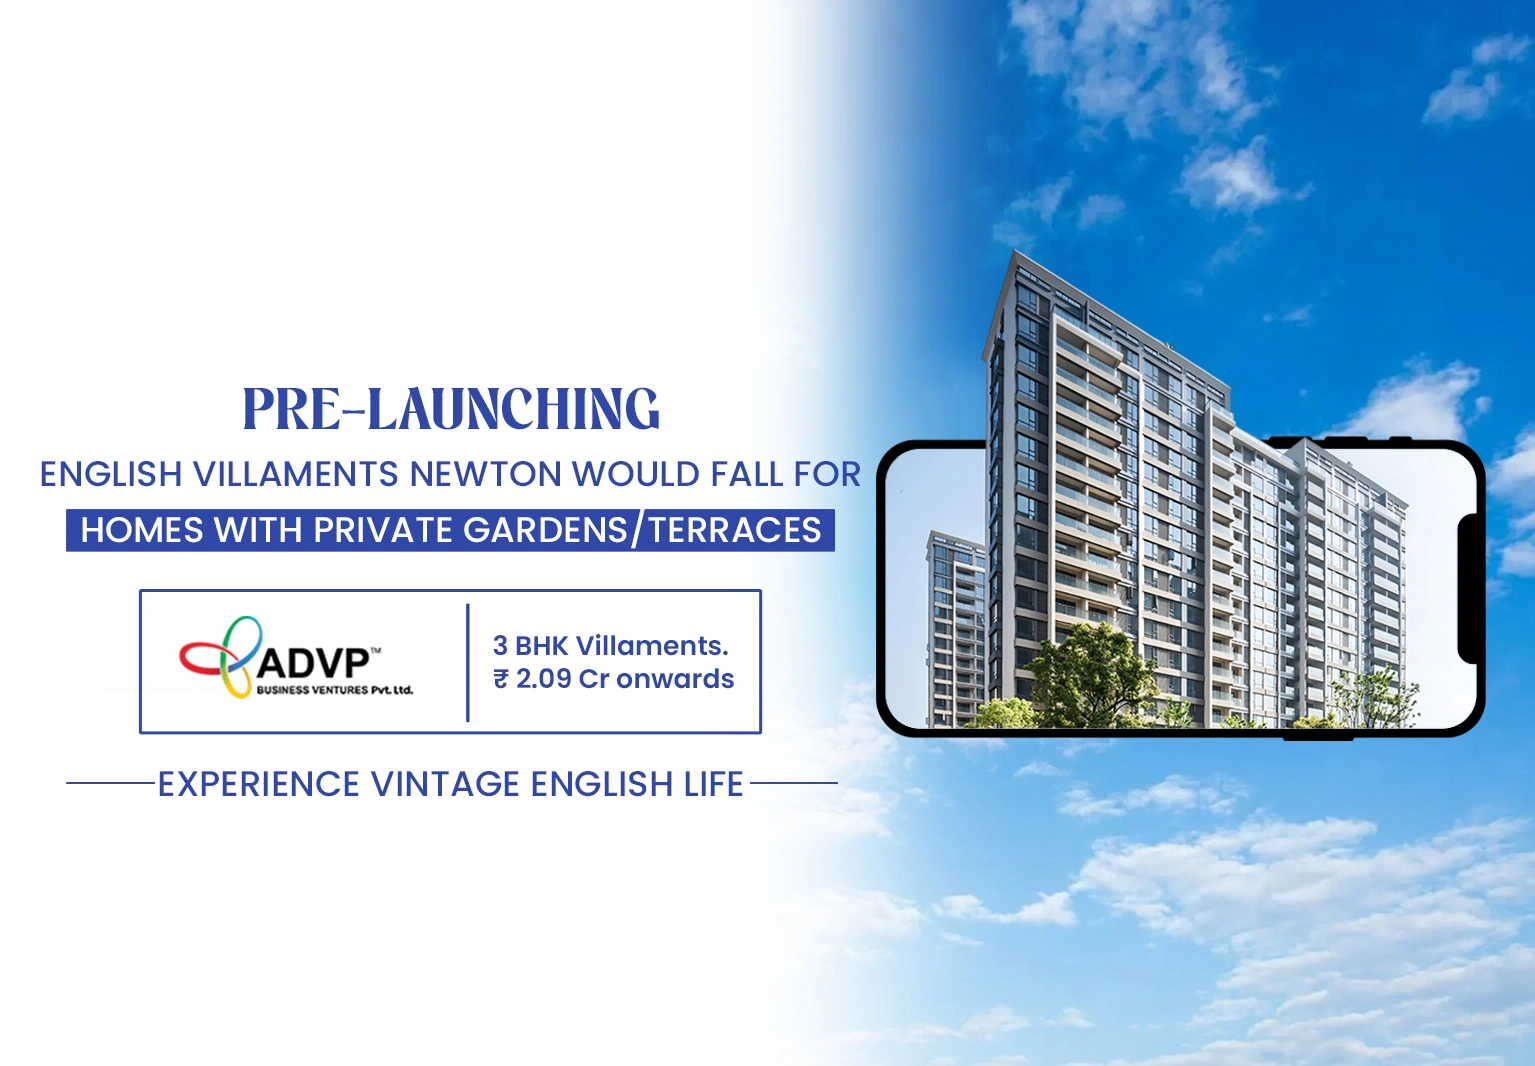 PRE-LAUNCHING
ENGLISH VILLAMENTS NEWTON WOULD FALL FOR
HOMES WITH PRIVATE GARDENS/TERRACES
ADVP™
BUSINESS VENTURES Pvt. Ltd.
3 BHK Villaments.
₹ 2.09 Cr onwards
EXPERIENCE VINTAGE ENGLISH LIFE